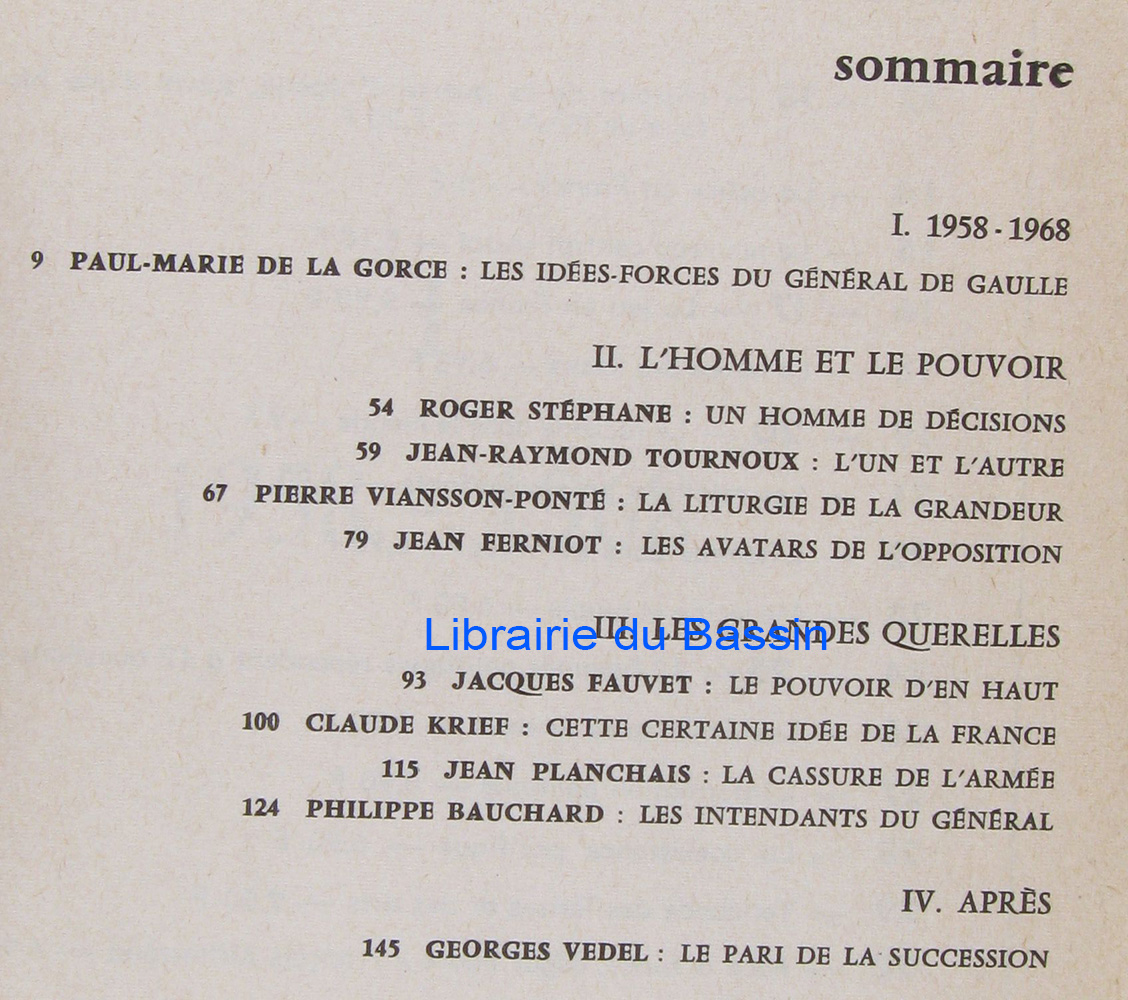 sommaire
I. 1958-1968
9 PAUL-MARIE DE LA GORCE : LES IDÉES-FORCES DU GÉNÉRAL DE GAULLE
II. L'HOMME ET LE POUVOIR
54 ROGER STÉPHANE : UN HOMME DE DÉCISIONS
59 JEAN-RAYMOND TOURNOUX : L'UN ET L'AUTRE
67 PIERRE VIANSSON-PONTÉ : LA LITURGIE DE LA GRANDEUR
79 JEAN FERNIOT : LES AVATARS DE L'OPPOSITION
III. LES GRANDES QUERELLES
Librairie du Bassin
93 JACQUES FAUVET : LE POUVOIR D'EN HAUT
100 CLAUDE KRIEF : CETTE CERTAINE IDÉE DE LA FRANCE
115 JEAN PLANCHAIS : LA CASSURE DE L'ARMÉE
124 PHILIPPE BAUCHARD : LES INTENDANTS DU GÉNÉRAL
IV. APRÈS
145 GEORGES VEDEL : LE PARI DE LA SUCCESSION